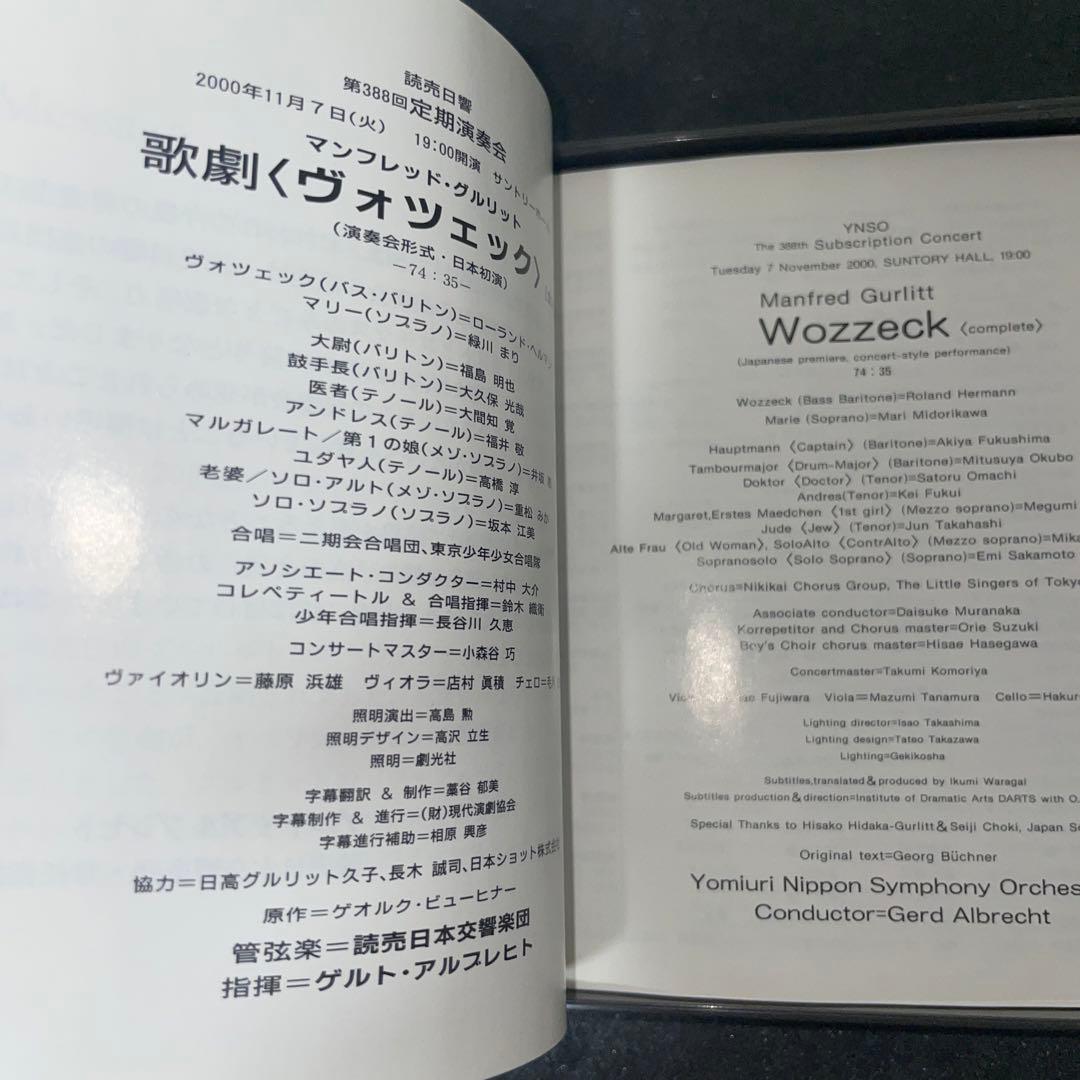 読売日響
第388回定期演奏会
2000年11月7日(火) 19:00開演 サントリーホール
マンフレッド・グルリット
歌劇〈ヴォツェック〉
(演奏会形式・日本初演)
−74：35−
ヴォツェック(バス・バリトン)＝ローランド・ヘルマン
マリー(ソプラノ)＝緑川 まり
大尉(バリトン)＝福島 明也
鼓手長(バリトン)＝大久保 光哉
医者(テノール)＝大間知 覚
アンドレス(テノール)＝福井 敬
マルガレート／第1の娘(メゾ・ソプラノ)＝井坂
ユダヤ人(テノール)＝高橋 淳
老婆／ソロ・アルト(メゾ・ソプラノ)＝重松 みか
ソロ・ソプラノ(ソプラノ)＝坂本 江美
合唱＝二期会合唱団、東京少年少女合唱隊
アソシエート・コンダクター＝村中 大介
コレペティートル & 合唱指揮＝鈴木 織衛
少年合唱指揮＝長谷川 久恵
コンサートマスター＝小森谷 巧
ヴァイオリン＝藤原 浜雄 ヴィオラ＝店村 眞積 チェロ＝毛利
照明演出＝高島 勲
照明デザイン＝高沢 立生
照明＝劇光社
字幕翻訳 & 制作＝藁谷 郁美
字幕制作 & 進行＝(財)現代演劇協会
字幕進行補助＝相原 興彦
協力＝日高グルリット久子、長木 誠司、日本ショット株式会社
原作＝ゲオルク・ビューヒナー
管弦楽＝読売日本交響楽団
指揮＝ゲルト・アルブレヒト
YNSO
The 388th Subscription Concert
Tuesday 7 November 2000, SUNTORY HALL, 19:00
Manfred Gurlitt
Wozzeck 〈complete〉
(Japanese premiere, concert-style performance)
74：35
Wozzeck (Bass Baritone)=Roland Hermann
Marie (Soprano)=Mari Midorikawa
Hauptmann 〈Captain〉 (Baritone)=Akiya Fukushima
Tambourmajor 〈Drum-Major〉 (Baritone)=Mitusuya Okubo
Doktor 〈Doctor〉 (Tenor)=Satoru Omachi
Andres(Tenor)=Kei Fukui
Margaret,Erstes Maedchen 〈1st girl〉 (Mezzo soprano)=Megumi
Jude 〈Jew〉 (Tenor)=Jun Takahashi
Alte Frau 〈Old Woman〉, SoloAlto 〈ContrAlto〉 (Mezzo soprano)=Mika
Sopranosolo 〈Solo Soprano〉 (Soprano)=Emi Sakamoto
Chorus=Nikikai Chorus Group, The Little Singers of Tokyo
Associate conductor=Daisuke Muranaka
Korrepetitor and Chorus master=Orie Suzuki
Boy's Choir chorus master=Hisae Hasegawa
Concertmaster=Takumi Komoriya
Fujiwara Viola=Mazumi Tanamura Cello=Hakuro
Lighting director=Isao Takashima
Lighting design=Tateo Takazawa
Lighting=Gekikosha
Subtitles,translated & produced by Ikumi Waragai
Subtitles production & direction=Institute of Dramatic Arts DARTS with O.
Special Thanks to Hisako Hidaka-Gurlitt & Seiji Choki, Japan
Original text=Georg Büchner
Yomiuri Nippon Symphony Orches
Conductor=Gerd Albrecht